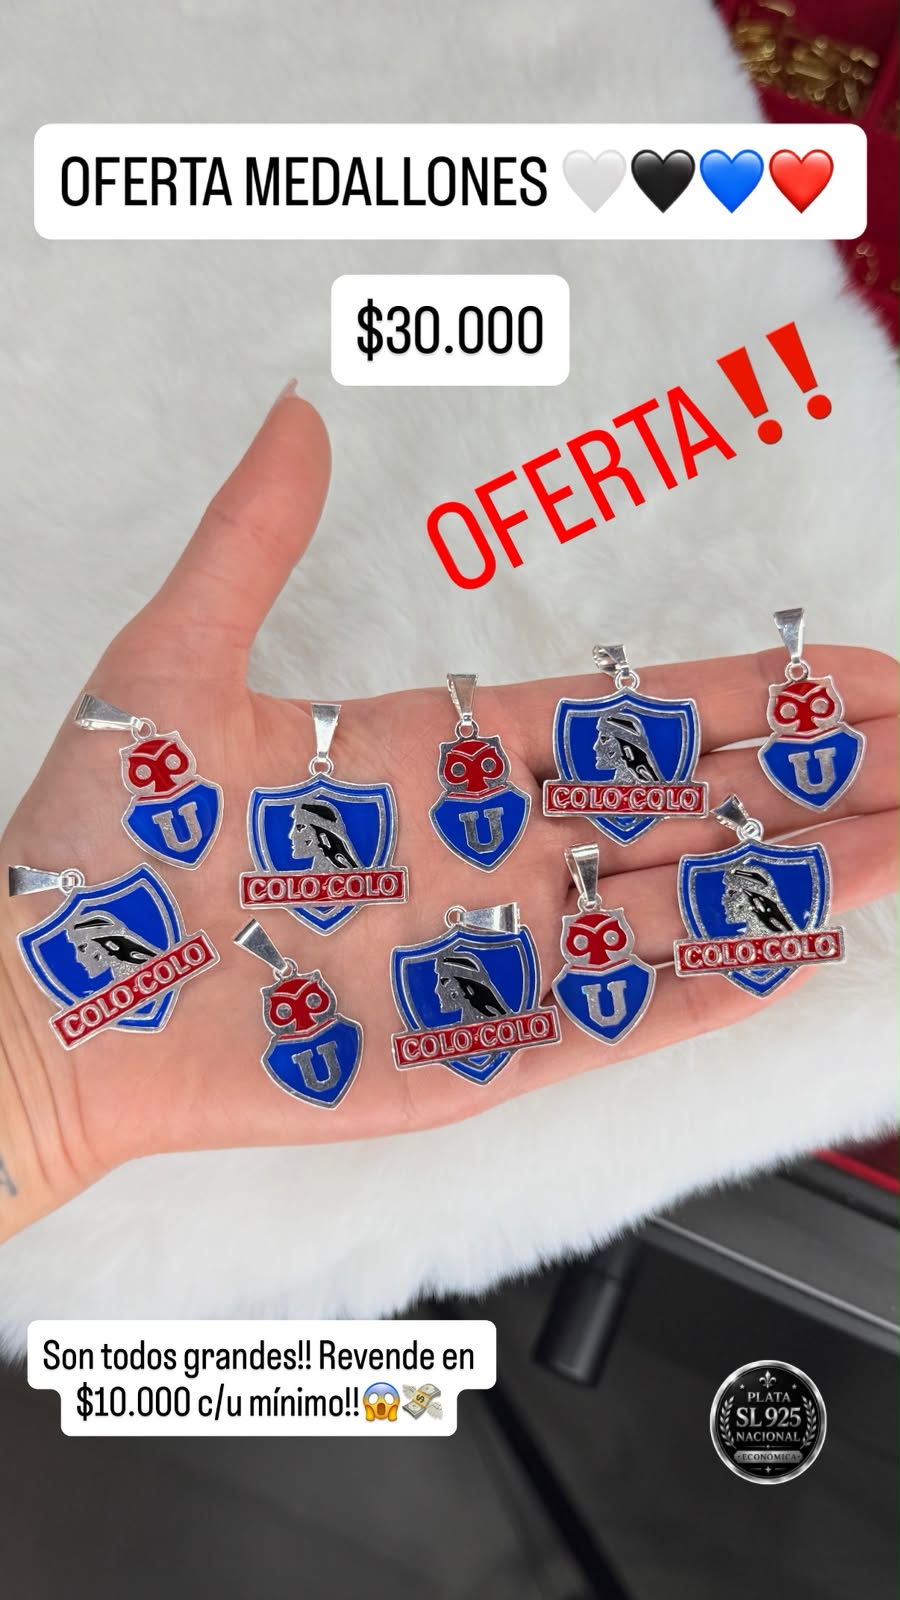 OFERTA MEDALLONES 🤍🖤💙❤️
$30.000
OFERTA‼️
U
COLO-COLO
U
COLO-COLO
U
COLO-COLO
COLO-COLO
U
COLO-COLO
U
Son todos grandes!! Revende en
$10.000 c/u mínimo!!😱💸
PLATA
SL 925
NACIONAL
ECONÓMICA